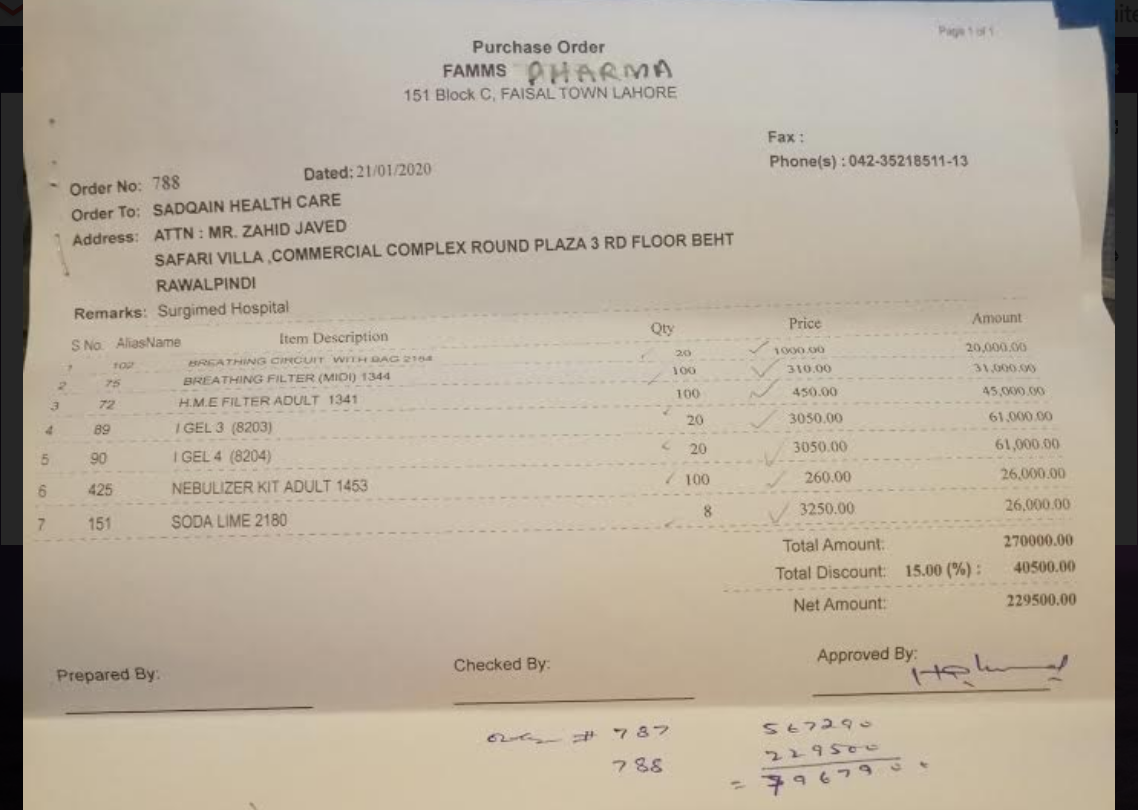 Page 1 of 1
Purchase Order
FAMMS PHARMA
151 Block C, FAISAL TOWN LAHORE
Fax :
Phone(s) : 042-35218511-13
Order No: 788 Dated: 21/01/2020
Order To: SADQAIN HEALTH CARE
Address: ATTN : MR. ZAHID JAVED
SAFARI VILLA ,COMMERCIAL COMPLEX ROUND PLAZA 3 RD FLOOR BEHT
RAWALPINDI
Remarks: Surgimed Hospital
S No. AliasName Item Description Qty Price Amount
1 102 BREATHING CIRCUIT WITH BAG 2184 20 1000.00 20,000.00
2 75 BREATHING FILTER (MIDI) 1344 100 310.00 31,000.00
3 72 H.M.E FILTER ADULT 1341 100 450.00 45,000.00
4 89 I GEL 3 (8203) 20 3050.00 61,000.00
5 90 I GEL 4 (8204) 20 3050.00 61,000.00
6 425 NEBULIZER KIT ADULT 1453 100 260.00 26,000.00
7 151 SODA LIME 2180 8 3250.00 26,000.00
Total Amount: 270000.00
Total Discount: 15.00 (%) : 40500.00
Net Amount: 229500.00
Prepared By: Checked By: Approved By:
# 787 567290
788 229500
= 796790